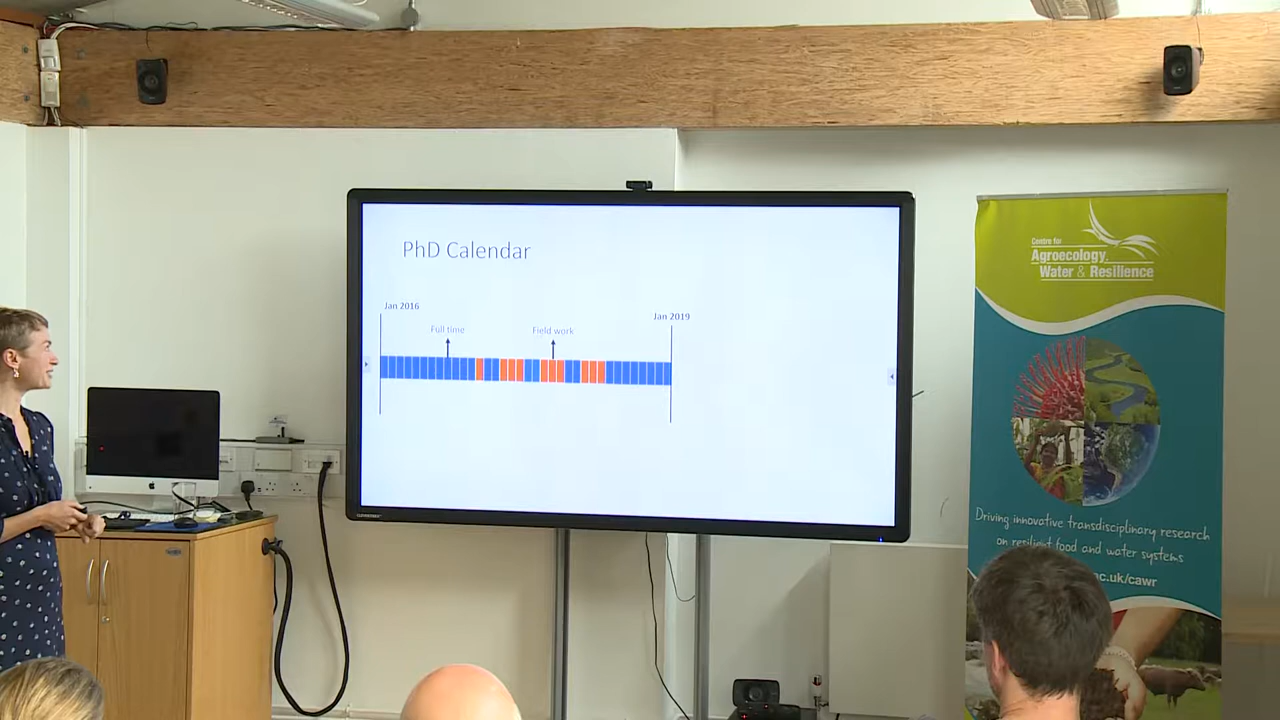 PhD Calendar
Jan 2016
Jan 2019
Full time
Field work
Centre for
Agroecology,
Water & Resilience
Driving innovative transdisciplinary research
on resilient food and water systems
ac.uk/cawr